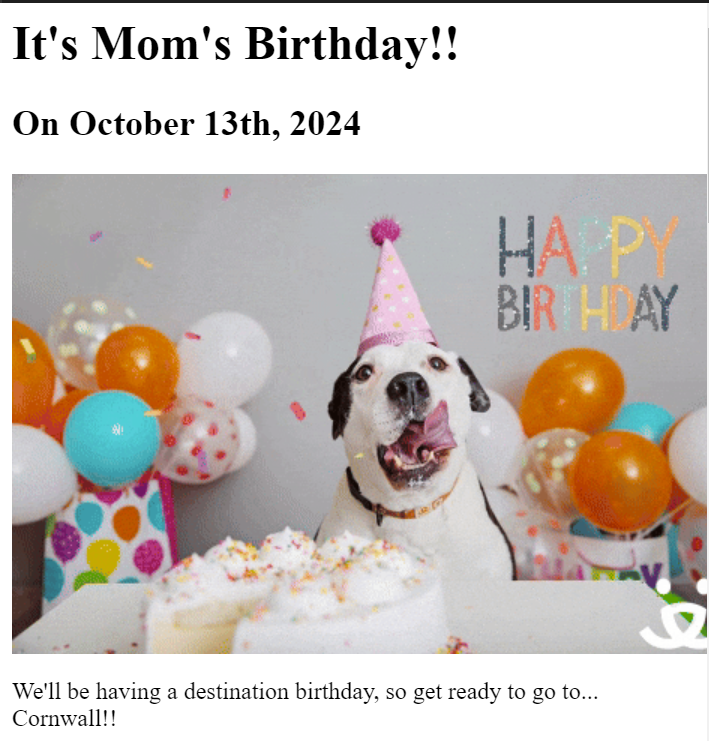 It's Mom's Birthday!!
On October 13th, 2024
HAPPY
BIRTHDAY
HAPPY
We'll be having a destination birthday, so get ready to go to...
Cornwall!!